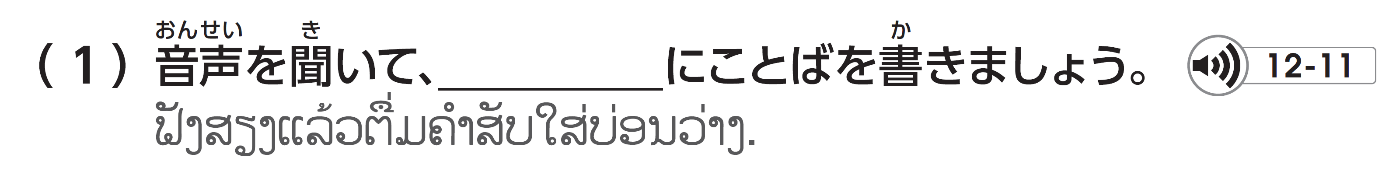 おんせい き か
(1) 音声を聞いて、＿＿＿＿＿＿にことばを書きましょう。 12-11
ຟັງສຽງແລ້ວຕື່ມຄຳສັບໃສ່ບ່ອນວ່າງ.